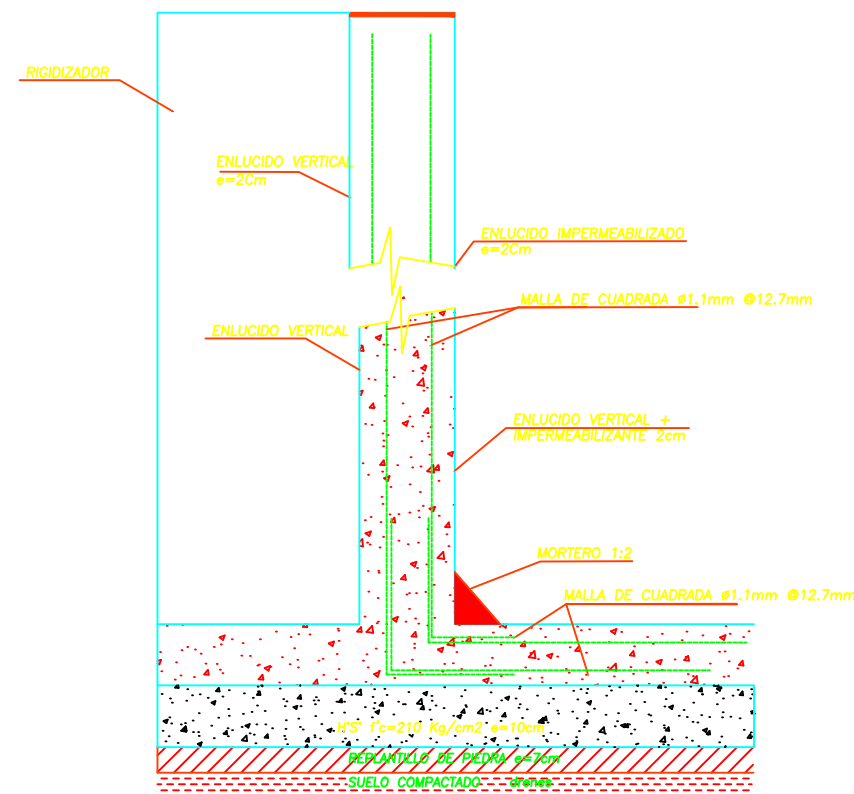 RIGIDIZADOR
ENLUCIDO VERTICAL
e=2Cm
ENLUCIDO IMPERMEABILIZADO
e=2Cm
MALLA DE CUADRADA ø1.1mm @12.7mm
ENLUCIDO VERTICAL
ENLUCIDO VERTICAL +
IMPERMEABILIZANTE 2cm
MORTERO 1:2
MALLA DE CUADRADA ø1.1mm @12.7mm
H'S' f'c=210 Kg/cm2 e=10cm
REPLANTILLO DE PIEDRA e=7cm
SUELO COMPACTADO drenes